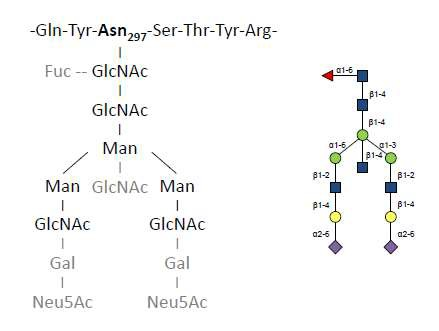 -Gln-Tyr-Asn297-Ser-Thr-Tyr-Arg-
Fuc -- GlcNAc
GlcNAc
Man
Man GlcNAc Man
GlcNAc GlcNAc
Gal Gal
Neu5Ac Neu5Ac
α1-6
β1-4
β1-4
α1-6 α1-3
β1-4
β1-2 β1-2
β1-4 β1-4
α2-6 α2-6